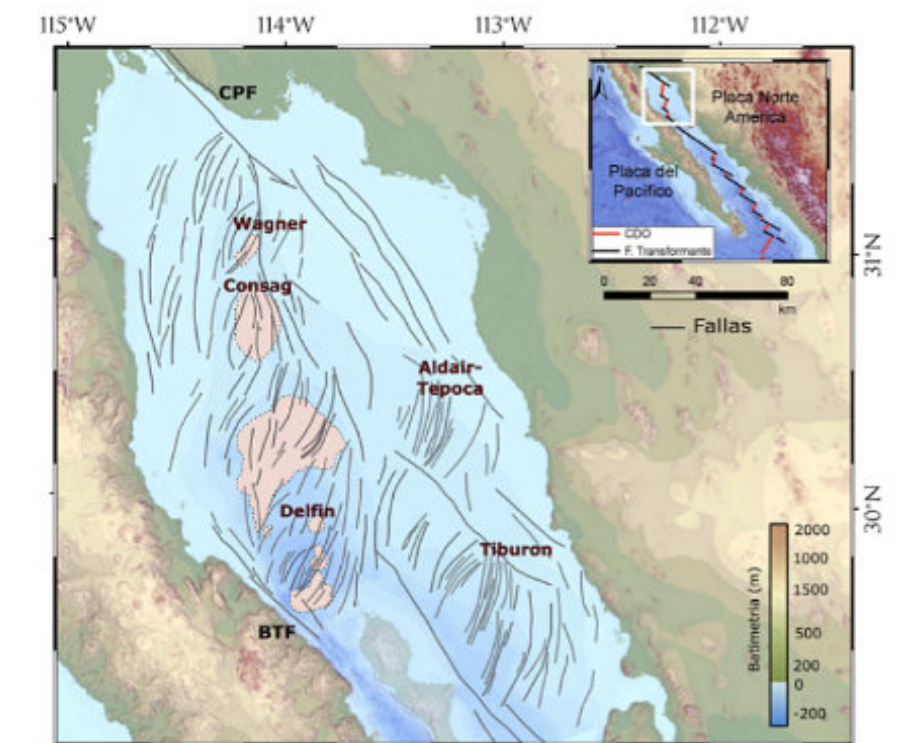 115°W
114°W
113°W
112°W
CPF
Placa Norte
America
Placa del
Pacifico
CDO
F. Transformante
Wagner
31°N
Consag
0 20 40 80
km
Fallas
Aldair-
Tepoca
30°N
Delfin
Tiburon
BTF
Batimetria (m)
2000
1000
1500
500
200
0
-200